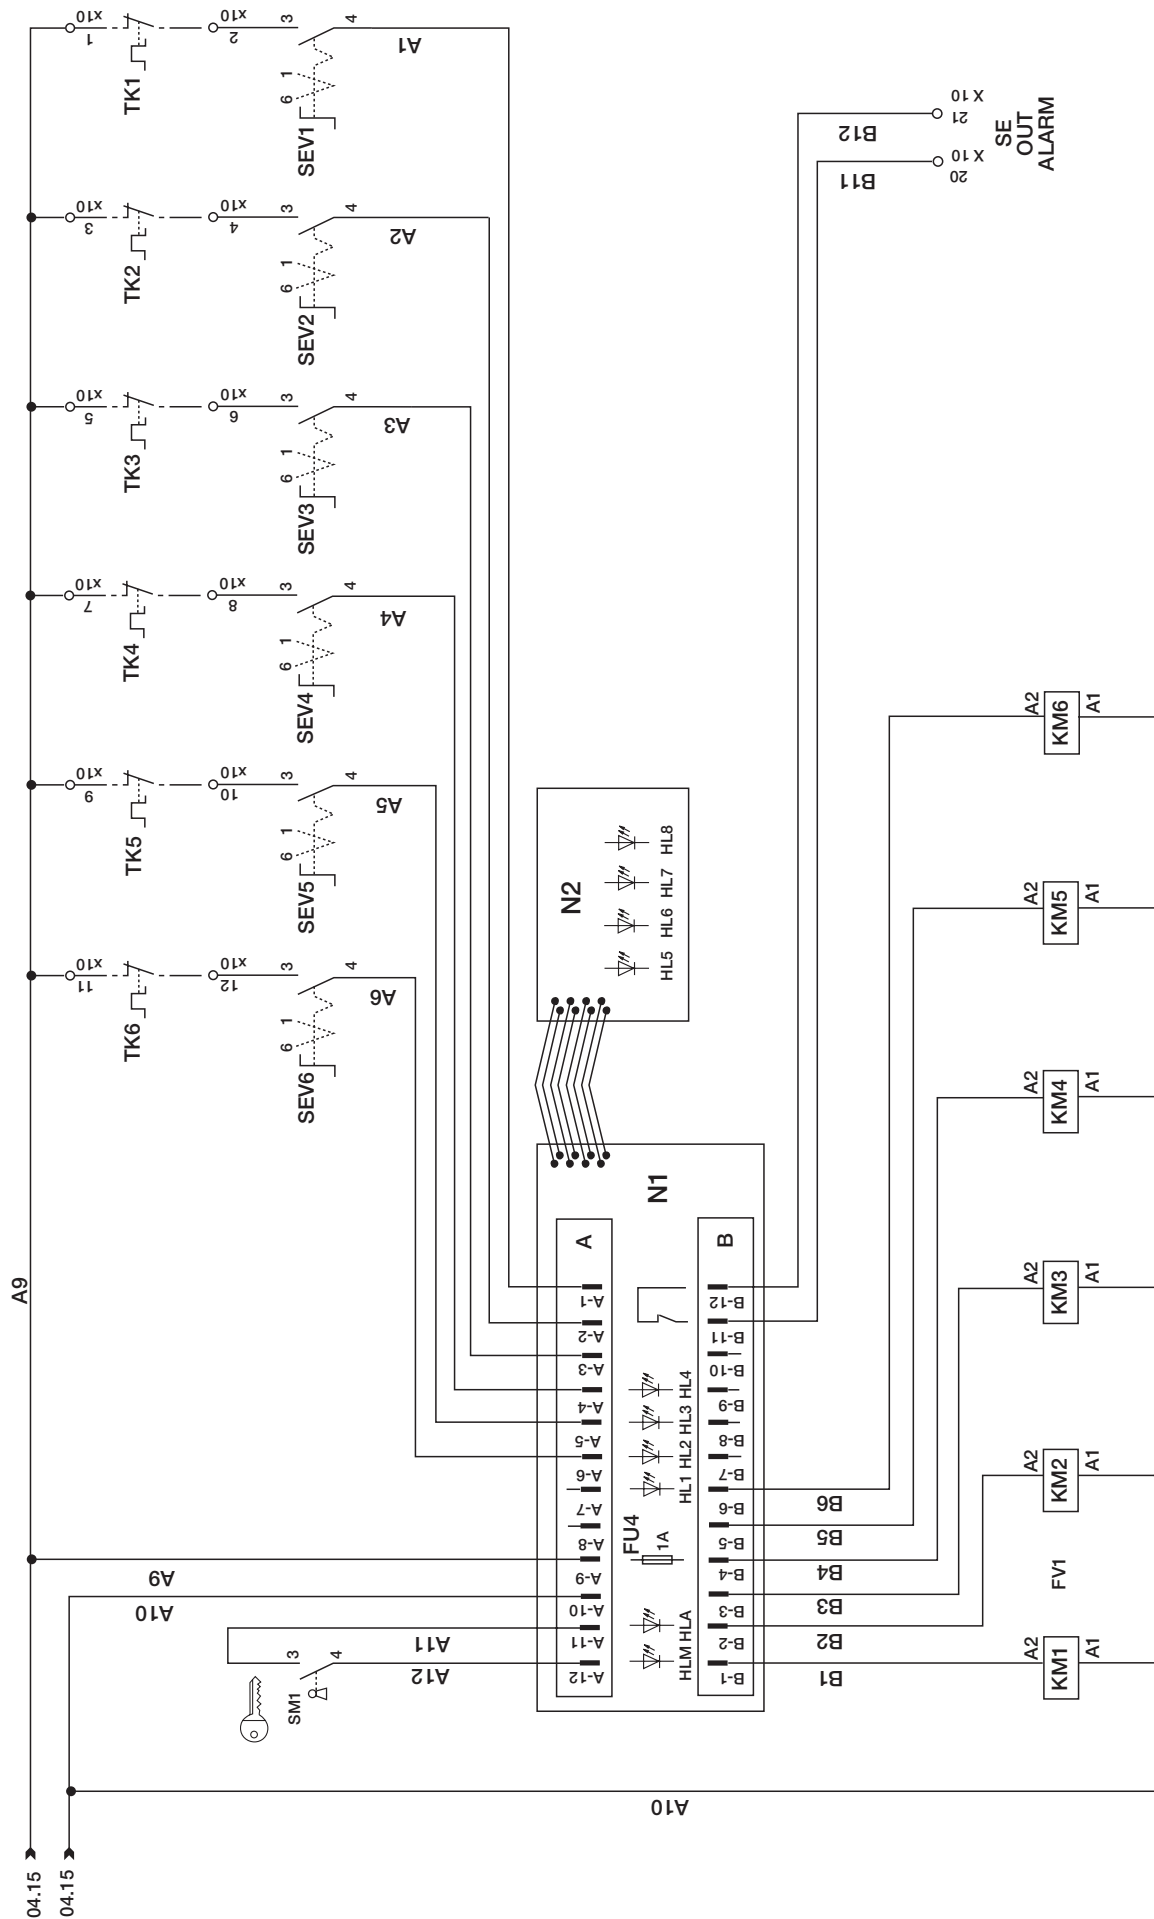 04.15
04.15
A9
x10
1
TK1
x10
2
3
4
6
1
SEV1
A1
x10
3
TK2
x10
4
3
4
6
1
SEV2
A2
x10
5
TK3
x10
6
3
4
6
1
SEV3
A3
x10
7
TK4
x10
8
3
4
6
1
SEV4
A4
x10
9
TK5
x10
10
3
4
6
1
SEV5
A5
x10
11
TK6
x10
12
3
4
6
1
SEV6
A6
A9
A10
A11
A12
SM1
3
4
A10
N2
HL5
HL6
HL7
HL8
N1
A
A-1
A-2
A-3
A-4
A-5
A-6
A-7
A-8
A-9
A-10
A-11
A-12
FU4
1A
HLM
HLA
HL1
HL2
HL3
HL4
B
B-12
B-11
B-10
B-9
B-8
B-7
B-6
B-5
B-4
B-3
B-2
B-1
B12
B11
X 10
21
X 10
20
SE
OUT
ALARM
B6
B5
B4
B3
B2
B1
FV1
A2
KM1
A1
A2
KM2
A1
A2
KM3
A1
A2
KM4
A1
A2
KM5
A1
A2
KM6
A1